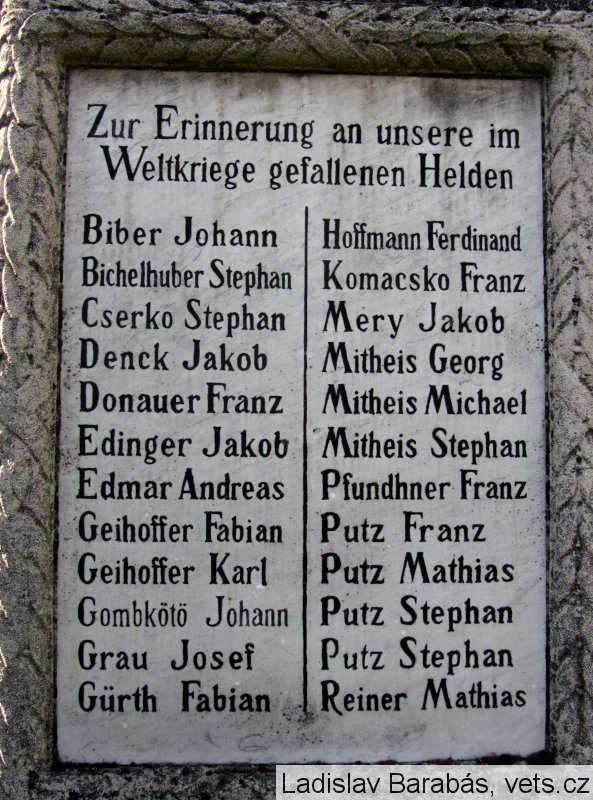 Zur Erinnerung an unsere im
Weltkriege gefallenen Helden
Biber Johann
Bichelhuber Stephan
Cserko Stephan
Denck Jakob
Donauer Franz
Edinger Jakob
Edmar Andreas
Geihoffer Fabian
Geihoffer Karl
Gombkötö Johann
Grau Josef
Gürth Fabian
Hoffmann Ferdinand
Komacsko Franz
Mery Jakob
Mitheis Georg
Mitheis Michael
Mitheis Stephan
Pfundhner Franz
Putz Franz
Putz Mathias
Putz Stephan
Putz Stephan
Reiner Mathias
Ladislav Barabás, vets.cz